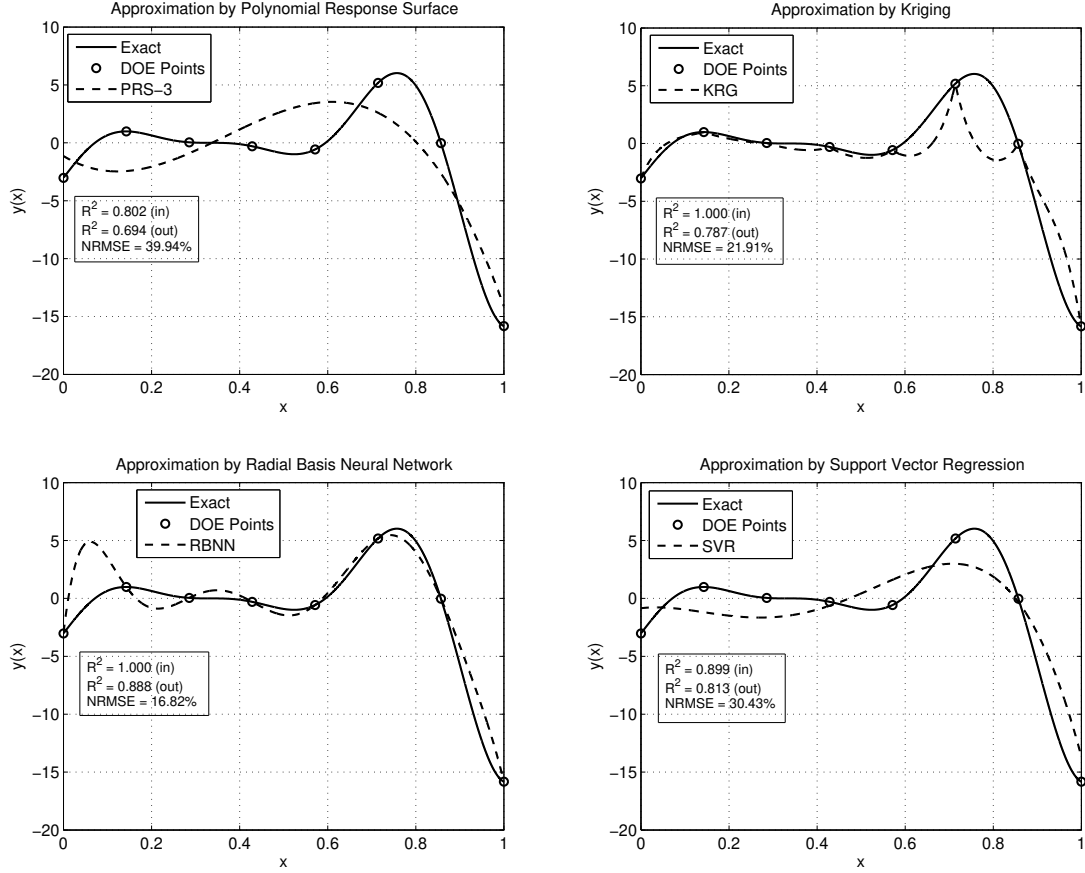 Approximation by Polynomial Response Surface
10
5
0
−5
−10
−15
−20
y(x)
Exact
DOE Points
PRS−3
R² = 0.802 (in)
R² = 0.694 (out)
NRMSE = 39.94%
0 0.2 0.4 0.6 0.8 1
x
Approximation by Kriging
10
5
0
−5
−10
−15
−20
y(x)
Exact
DOE Points
KRG
R² = 1.000 (in)
R² = 0.787 (out)
NRMSE = 21.91%
0 0.2 0.4 0.6 0.8 1
x
Approximation by Radial Basis Neural Network
10
5
0
−5
−10
−15
−20
y(x)
Exact
DOE Points
RBNN
R² = 1.000 (in)
R² = 0.888 (out)
NRMSE = 16.82%
0 0.2 0.4 0.6 0.8 1
x
Approximation by Support Vector Regression
10
5
0
−5
−10
−15
−20
y(x)
Exact
DOE Points
SVR
R² = 0.899 (in)
R² = 0.813 (out)
NRMSE = 30.43%
0 0.2 0.4 0.6 0.8 1
x